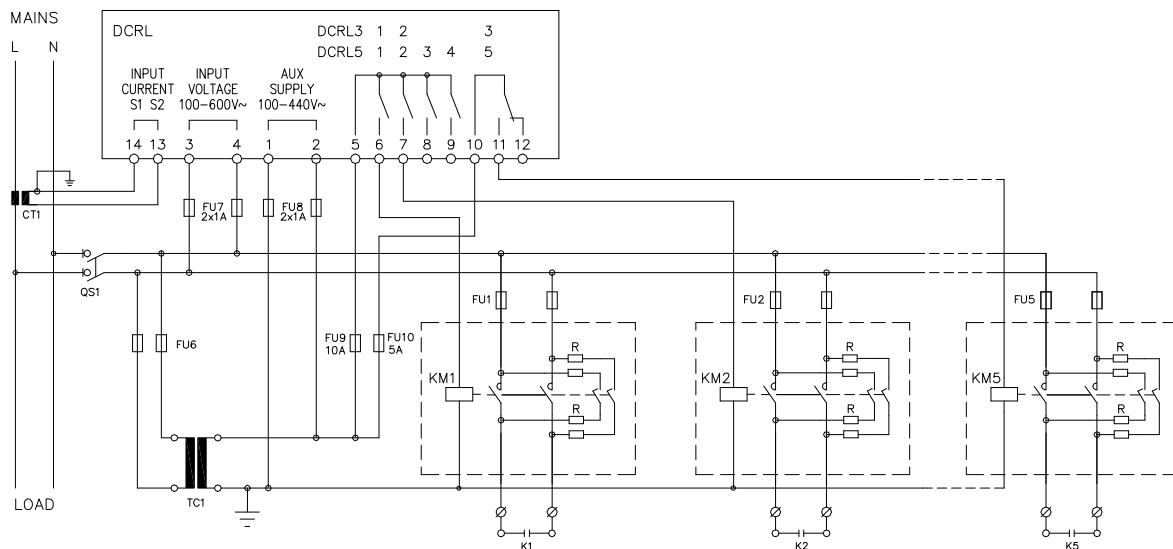 MAINS
L N
DCRL
DCRL3 1 2 3
DCRL5 1 2 3 4 5
INPUT CURRENT
S1 S2
INPUT VOLTAGE
100-600V~
AUX SUPPLY
100-440V~
14 13 3 4 1 2 5 6 7 8 9 10 11 12
CT1
FU7
2x1A
FU8
2x1A
QS1
FU6
FU9
10A
FU10
5A
FU1
FU2
FU5
KM1
R
R
KM2
R
R
KM5
R
R
TC1
LOAD
K1
K2
K5